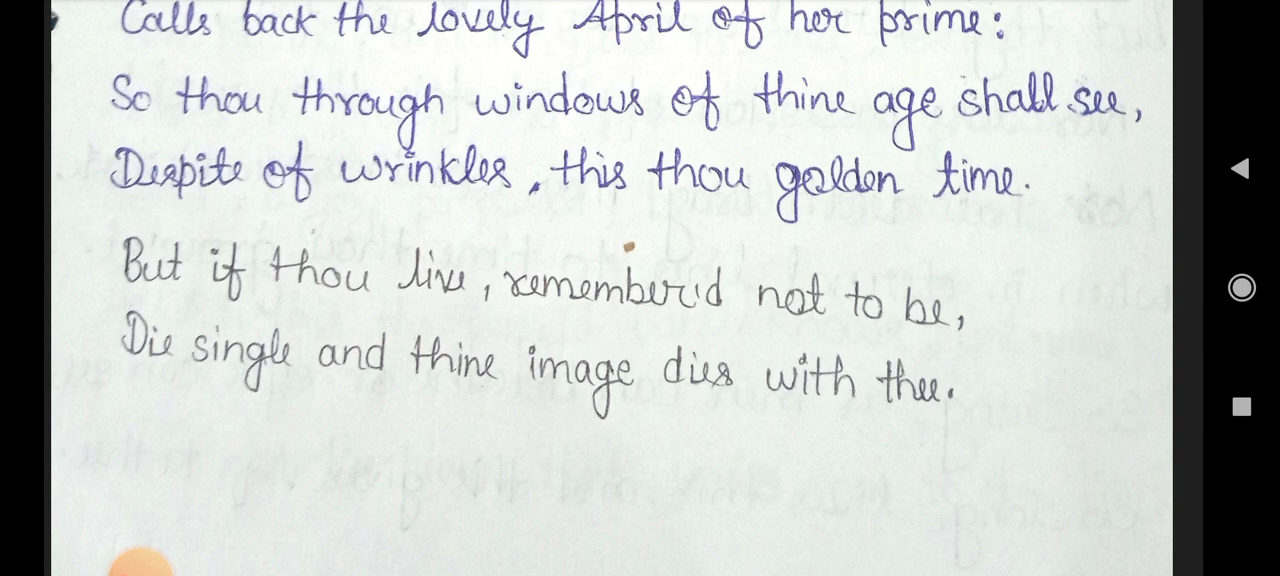 Calls back the lovely April of her prime:
So thou through windows of thine age shall see,
Despite of wrinkles, this thou golden time.
But if thou live, remember'd not to be,
Die single and thine image dies with thee.